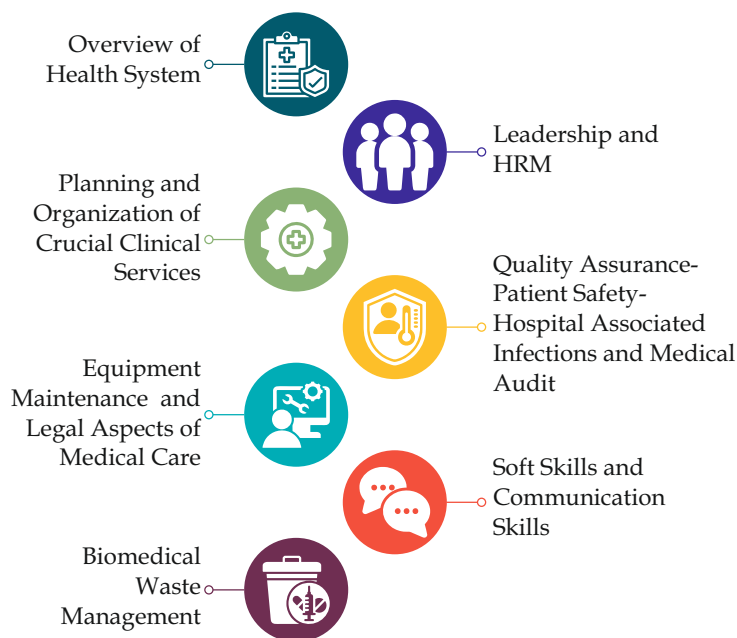 Overview of
Health System
Leadership and
HRM
Planning and
Organization of
Crucial Clinical
Services
Quality Assurance-
Patient Safety-
Hospital Associated
Infections and Medical
Audit
Equipment
Maintenance and
Legal Aspects of
Medical Care
Soft Skills and
Communication
Skills
Biomedical
Waste
Management